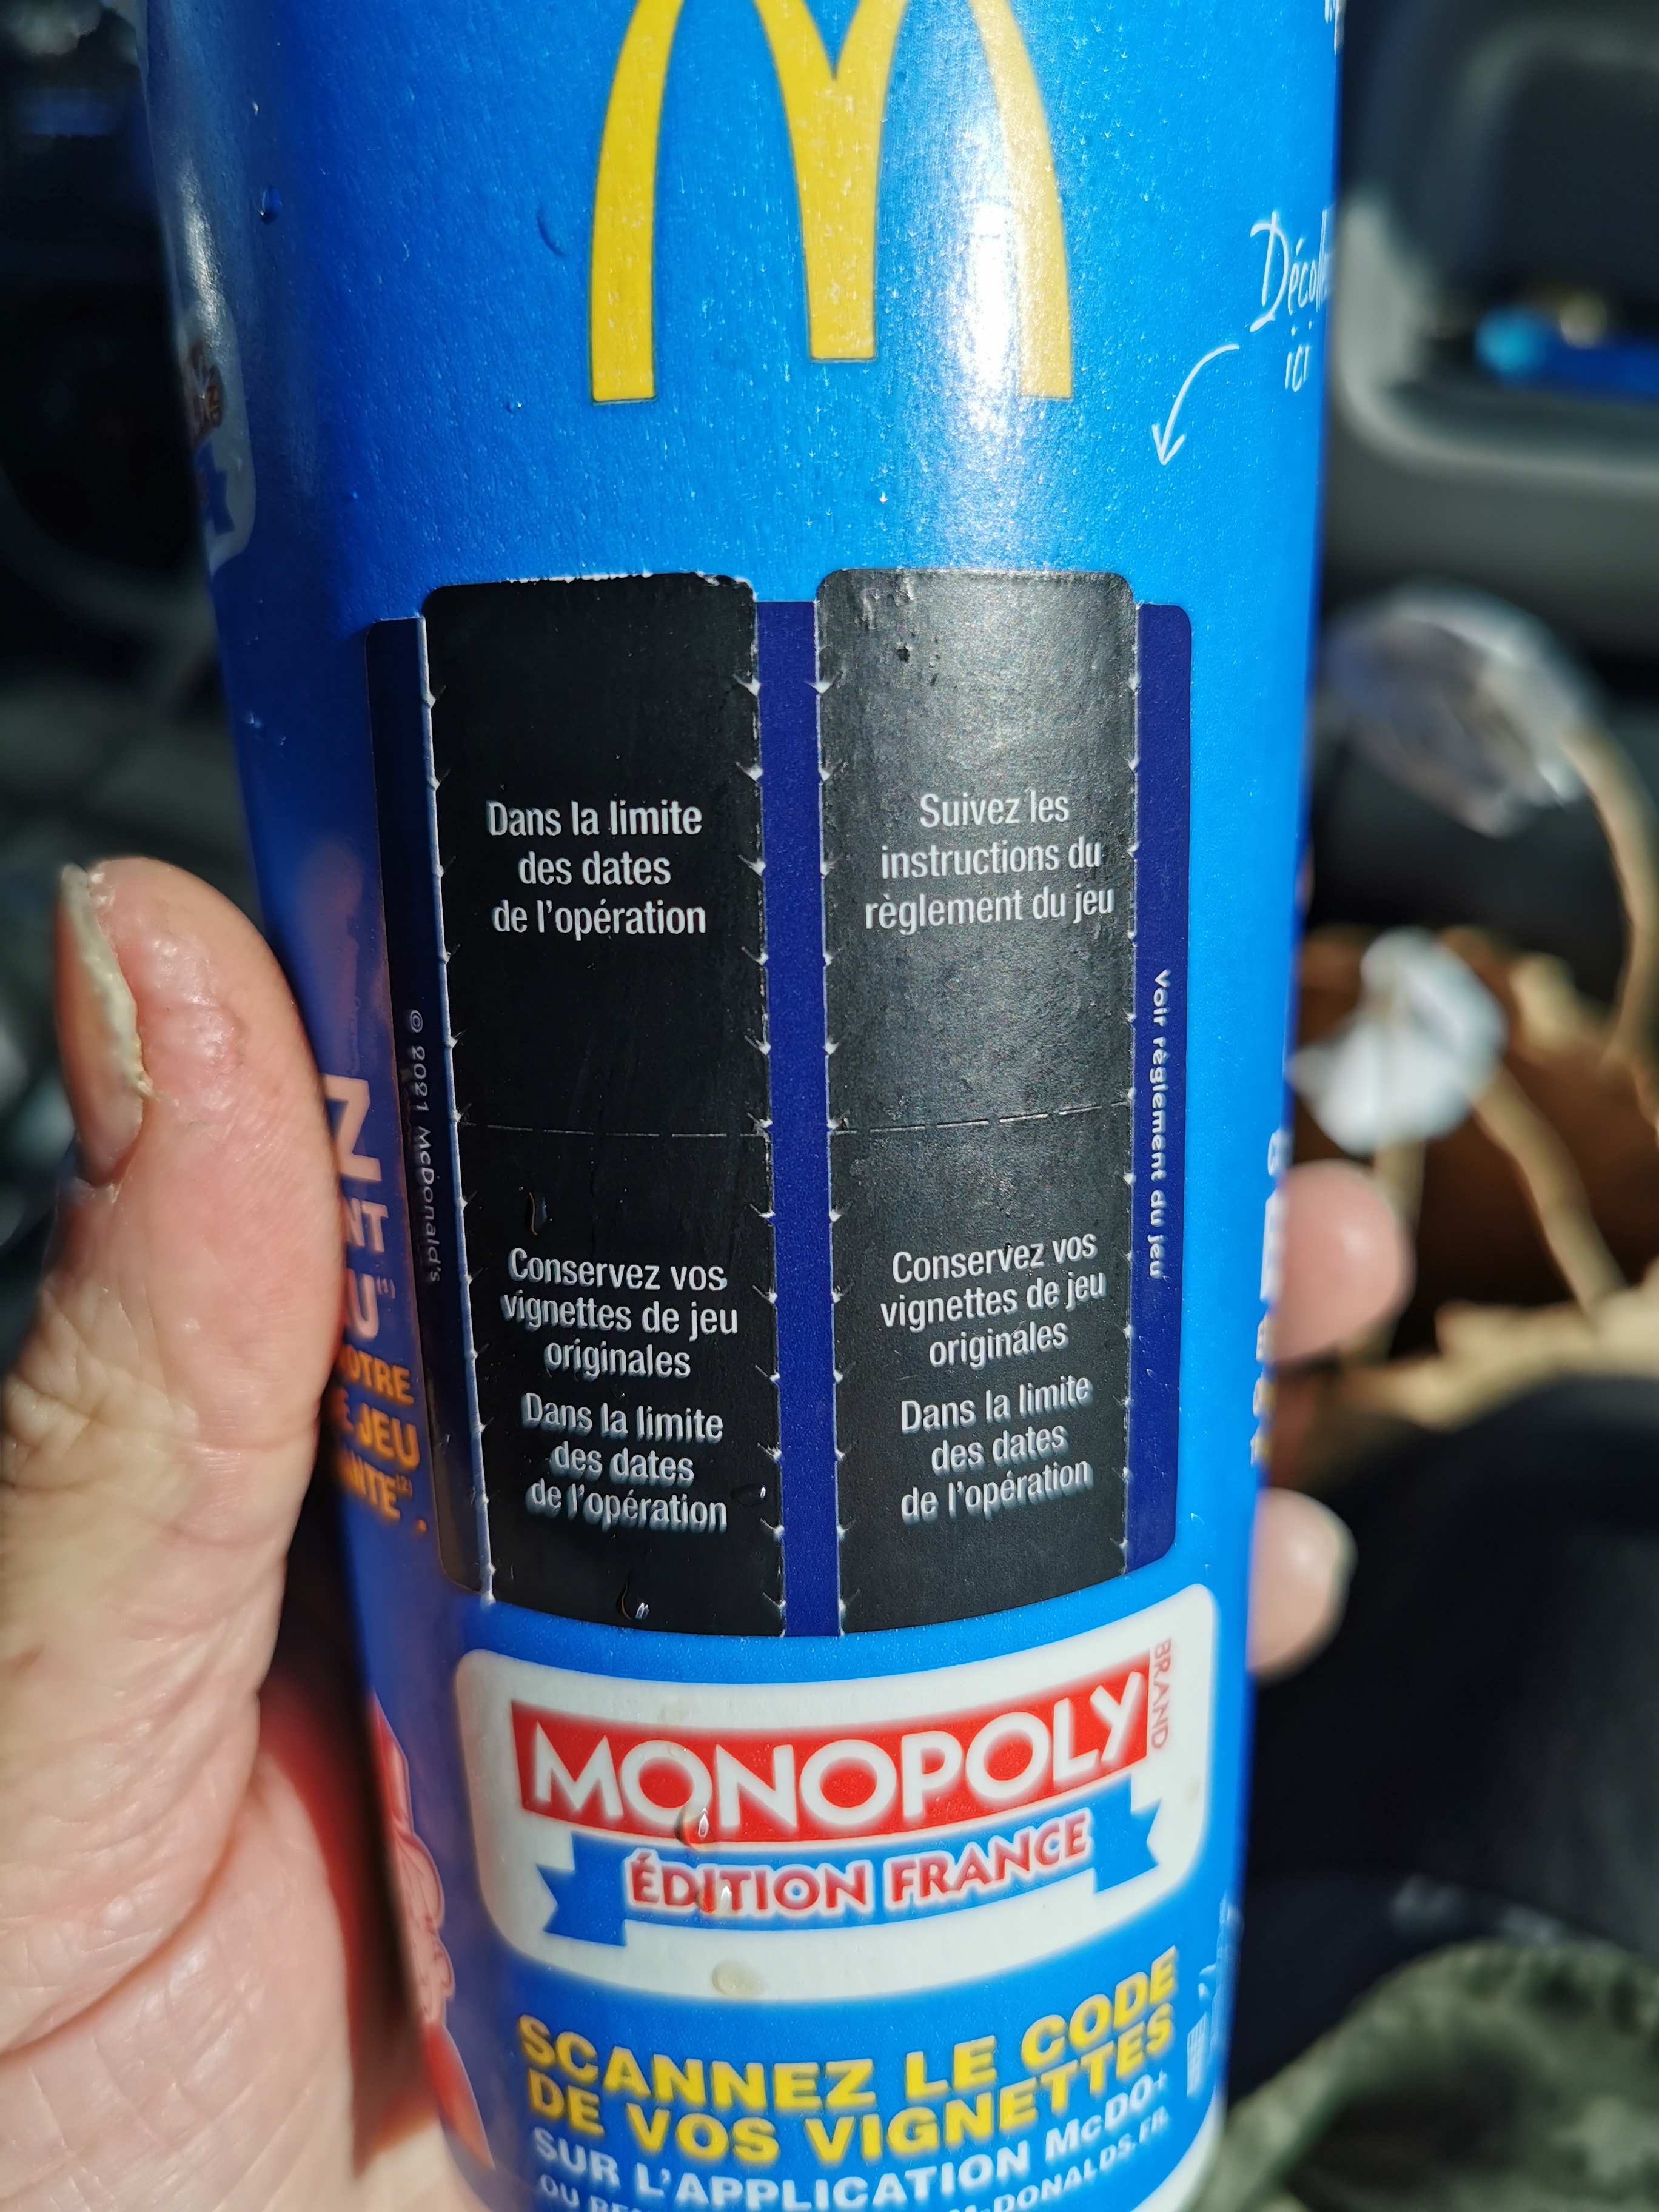 ici
Dans la limite
des dates
de l'opération
Suivez les
instructions du
règlement du jeu
© 2021 McDonald's
Voir règlement du jeu
Conservez vos
vignettes de jeu
originales
Dans la limite
des dates
de l'opération
Conservez vos
vignettes de jeu
originales
Dans la limite
des dates
de l'opération
MONOPOLY
BRAND
ÉDITION FRANCE
SCANNEZ LE CODE
DE VOS VIGNETTES
SUR L'APPLICATION McDO+
OU